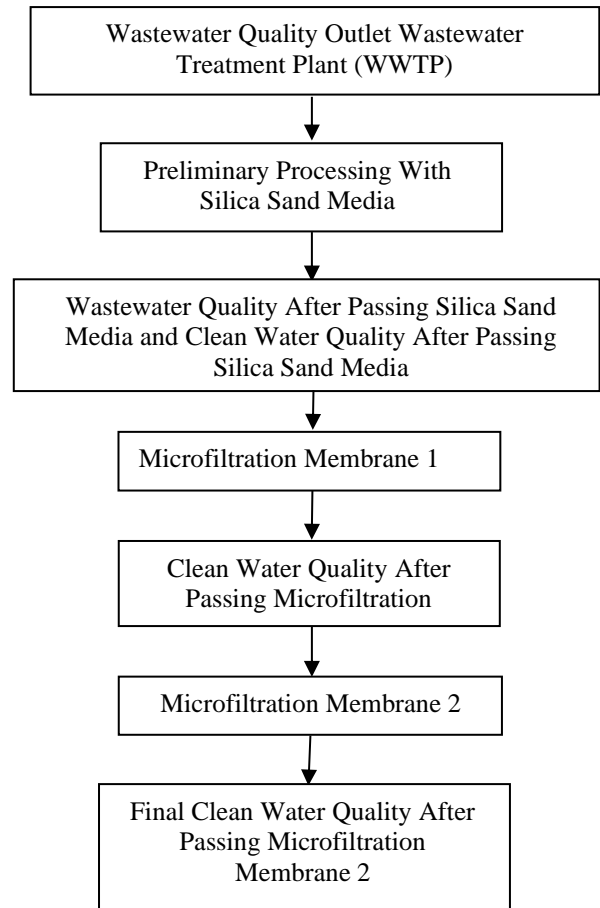 Wastewater Quality Outlet Wastewater
Treatment Plant (WWTP)
Preliminary Processing With
Silica Sand Media
Wastewater Quality After Passing Silica Sand
Media and Clean Water Quality After Passing
Silica Sand Media
Microfiltration Membrane 1
Clean Water Quality After
Passing Microfiltration
Microfiltration Membrane 2
Final Clean Water Quality After
Passing Microfiltration
Membrane 2